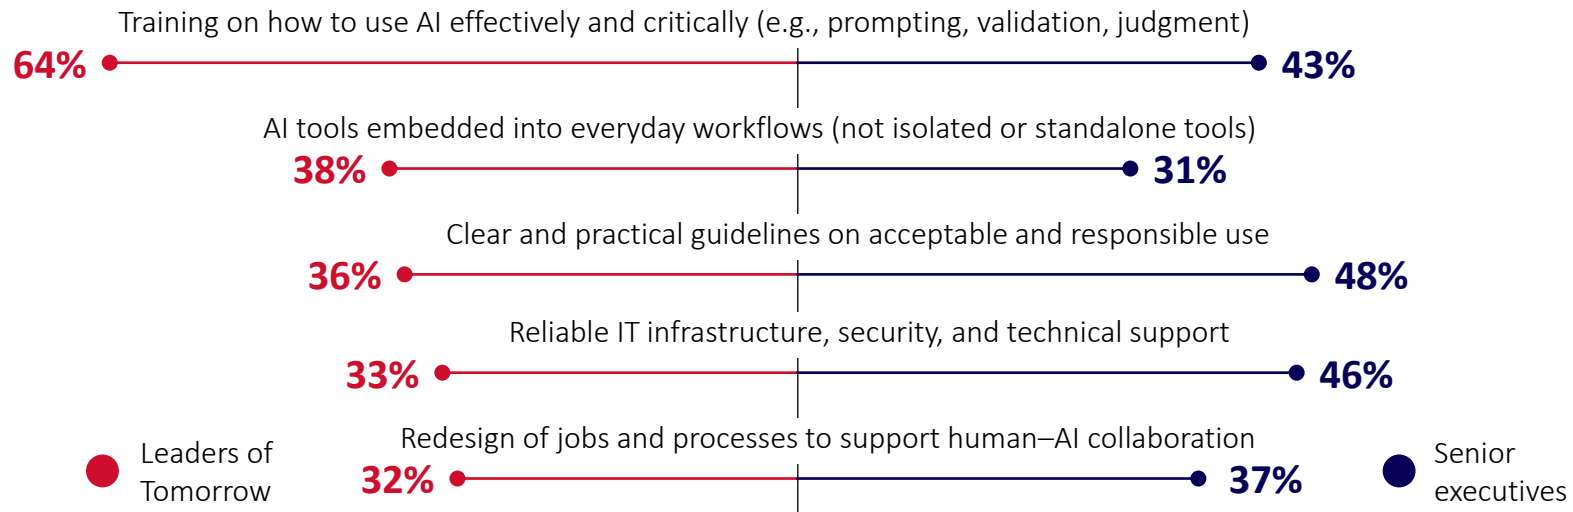 Training on how to use AI effectively and critically (e.g., prompting, validation, judgment)
64% 43%
AI tools embedded into everyday workflows (not isolated or standalone tools)
38% 31%
Clear and practical guidelines on acceptable and responsible use
36% 48%
Reliable IT infrastructure, security, and technical support
33% 46%
Redesign of jobs and processes to support human–AI collaboration
32% 37%
Leaders of
Tomorrow
Senior
executives